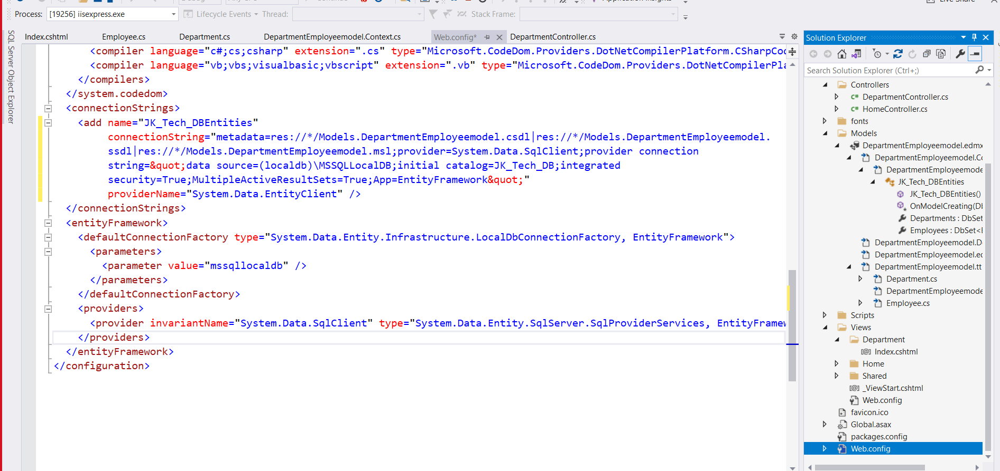 Process: [19256] iisexpress.exe Lifecycle Events Thread: Stack Frame:
SQL Server Object Explorer
Index.cshtml Employee.cs Department.cs DepartmentEmployeemodel.Context.cs Web.config* DepartmentController.cs
<compiler language="c#;cs;csharp" extension=".cs" type="Microsoft.CodeDom.Providers.DotNetCompilerPlatform.CSharpCo
<compiler language="vb;vbs;visualbasic;vbscript" extension=".vb" type="Microsoft.CodeDom.Providers.DotNetCompilerPl
</compilers>
</system.codedom>
<connectionStrings>
<add name="JK_Tech_DBEntities"
connectionString="metadata=res://*/Models.DepartmentEmployeemodel.csdl|res://*/Models.DepartmentEmployeemodel.
ssdl|res://*/Models.DepartmentEmployeemodel.msl;provider=System.Data.SqlClient;provider connection
string=&quot;data source=(localdb)\MSSQLLocalDB;initial catalog=JK_Tech_DB;integrated
security=True;MultipleActiveResultSets=True;App=EntityFramework&quot;"
providerName="System.Data.EntityClient" />
</connectionStrings>
<entityFramework>
<defaultConnectionFactory type="System.Data.Entity.Infrastructure.LocalDbConnectionFactory, EntityFramework">
<parameters>
<parameter value="mssqllocaldb" />
</parameters>
</defaultConnectionFactory>
<providers>
<provider invariantName="System.Data.SqlClient" type="System.Data.Entity.SqlServer.SqlProviderServices, EntityFrame
</providers>
</entityFramework>
</configuration>
Solution Explorer
Search Solution Explorer (Ctrl+;)
Controllers
C# DepartmentController.cs
C# HomeController.cs
fonts
Models
DepartmentEmployeemodel.edmx
DepartmentEmployeemodel.Co
DepartmentEmployeemode
JK_Tech_DBEntities
JK_Tech_DBEntities()
OnModelCreating(Db
Departments : DbSet
Employees : DbSet<
DepartmentEmployeemodel.D
DepartmentEmployeemodel.ed
DepartmentEmployeemodel.tt
Department.cs
DepartmentEmployeemode
Employee.cs
Scripts
Views
Department
[@] Index.cshtml
Home
Shared
[@] _ViewStart.cshtml
Web.config
favicon.ico
Global.asax
packages.config
Web.config